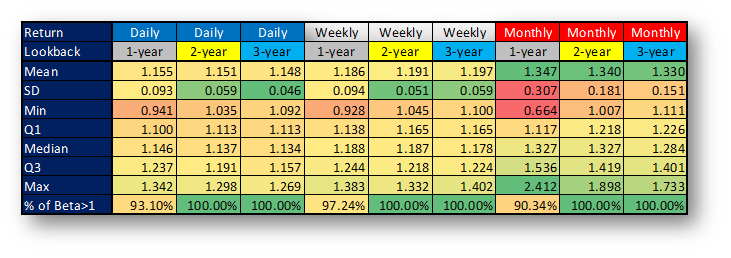 Return Daily Daily Daily Weekly Weekly Weekly Monthly Monthly Monthly
Lookback 1-year 2-year 3-year 1-year 2-year 3-year 1-year 2-year 3-year
Mean 1.155 1.151 1.148 1.186 1.191 1.197 1.347 1.340 1.330
SD 0.093 0.059 0.046 0.094 0.051 0.059 0.307 0.181 0.151
Min 0.941 1.035 1.092 0.928 1.045 1.100 0.664 1.007 1.111
Q1 1.100 1.113 1.113 1.138 1.165 1.165 1.117 1.218 1.226
Median 1.146 1.137 1.134 1.188 1.187 1.178 1.327 1.327 1.284
Q3 1.237 1.191 1.157 1.244 1.218 1.224 1.536 1.419 1.401
Max 1.342 1.298 1.269 1.383 1.332 1.402 2.412 1.898 1.733
% of Beta>1 93.10% 100.00% 100.00% 97.24% 100.00% 100.00% 90.34% 100.00% 100.00%